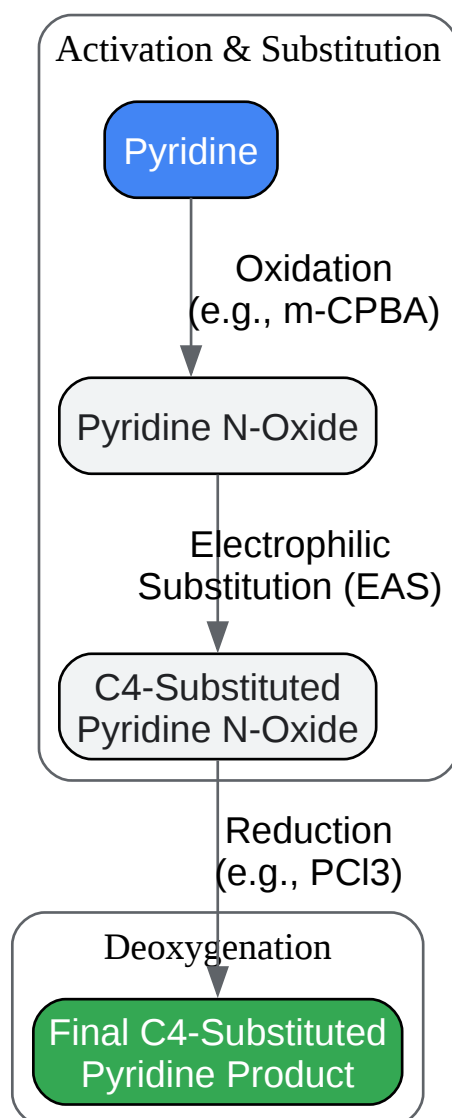 Activation & Substitution
Pyridine
Oxidation
(e.g., m-CPBA)
Pyridine N-Oxide
Electrophilic
Substitution (EAS)
C4-Substituted
Pyridine N-Oxide
Reduction
(e.g., PCl3)
Deoxygenation
Final C4-Substituted
Pyridine Product